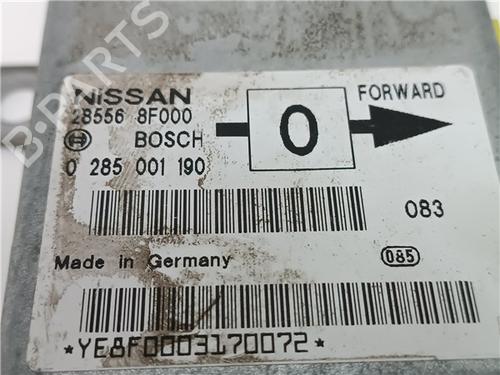 NISSAN
28556 8F000
BOSCH
0 285 001 190
0
FORWARD
083
Made in Germany
085
*YE8F0003170072*
B-PARTS